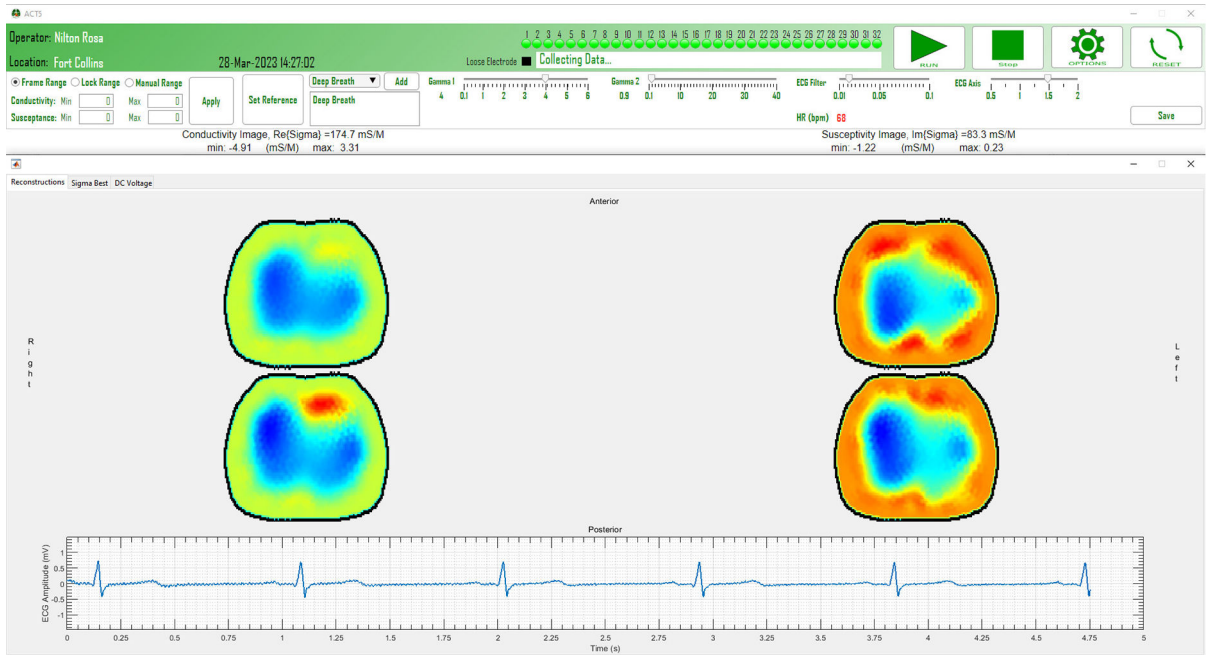 ACTS
Operator: Nilton Rosa
Location: Fort Collins
28-Mar-2023 14:27:02
1 2 3 4 5 6 7 8 9 10 11 12 13 14 15 16 17 18 19 20 21 22 23 24 25 26 27 28 29 30 31 32
Loose Electrode
Collecting Data...
RUN
Stop
OPTIONS
RESET
Frame Range Lock Range Manual Range
Conductivity: Min 0 Max 0
Susceptance: Min 0 Max 0
Apply
Set Reference
Deep Breath
Add
Deep Breath
Gamma 1
4
0.1 1 2 3 4 5 6
Gamma 2
0.9
0.1 10 20 30 40
ECG Filter
0.01 0.05 0.1
ECG Axis
0.5 1 1.5 2
HR (bpm) 68
Save
Conductivity Image, Re{Sigma} =174.7 mS/M
min: -4.91 (mS/M) max: 3.31
Susceptivity Image, Im{Sigma} =83.3 mS/M
min: -1.22 (mS/M) max: 0.23
Reconstructions Sigma Best DC Voltage
Anterior
Right
Left
Posterior
ECG Amplitude (mV)
1
0.5
0
-0.5
-1
0 0.25 0.5 0.75 1 1.25 1.5 1.75 2 2.25 2.5 2.75 3 3.25 3.5 3.75 4 4.25 4.5 4.75 5
Time (s)